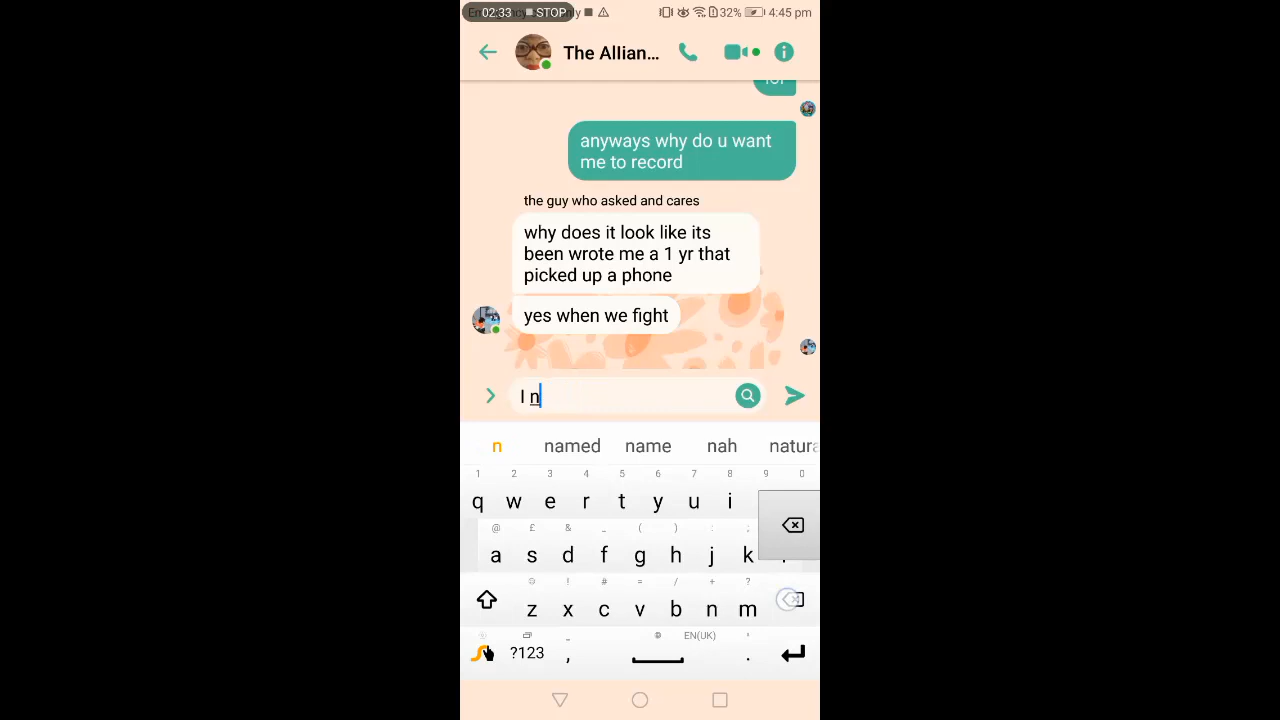 02:33 STOP
32% 4:45 pm
The Allian...
lol
anyways why do u want
me to record
the guy who asked and cares
why does it look like its
been wrote me a 1 yr that
picked up a phone
yes when we fight
I n
n named name nah natura
1 2 3 4 5 6 7 8 9 0
q w e r t y u i
@ £ & _ ( ) : ;
a s d f g h j k
! # = / + ?
z x c v b n m
EN(UK) '
?123 , .